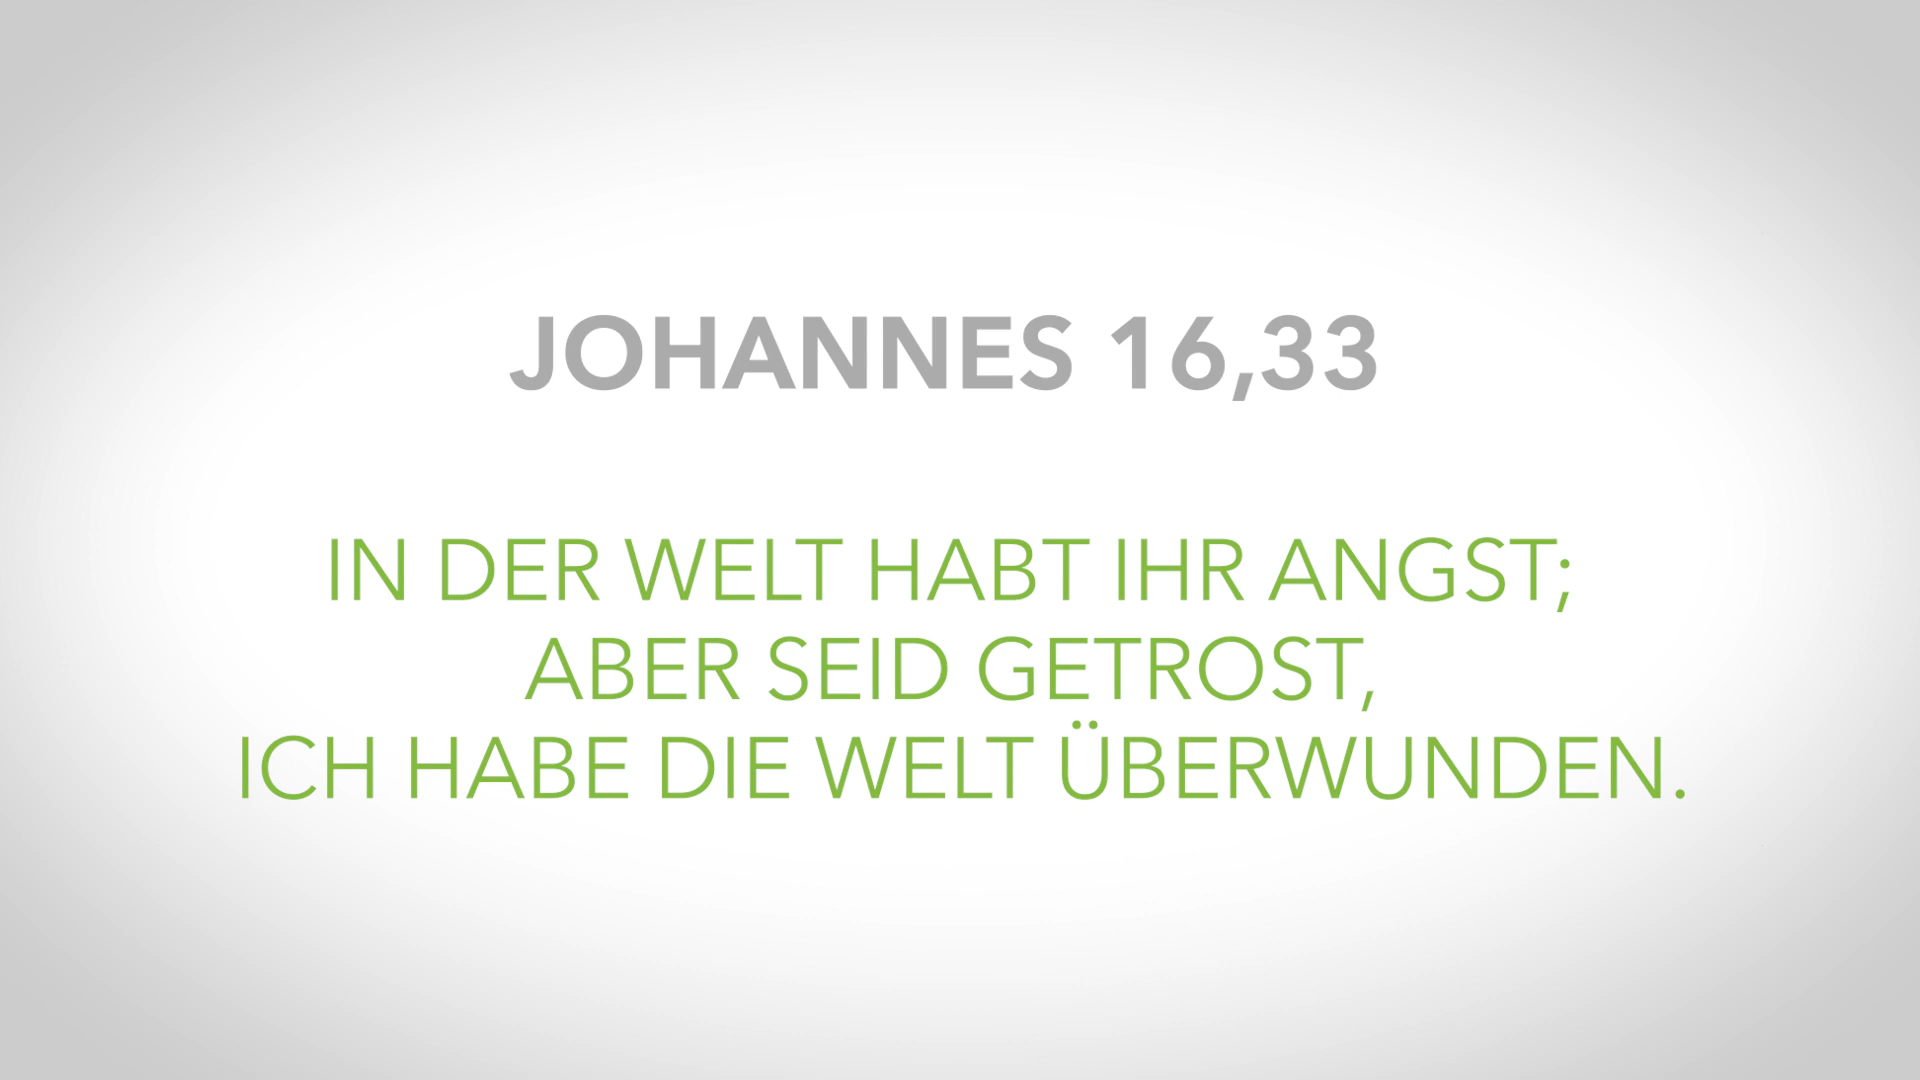 JOHANNES 16,33
IN DER WELT HABT IHR ANGST;
ABER SEID GETROST,
ICH HABE DIE WELT ÜBERWUNDEN.